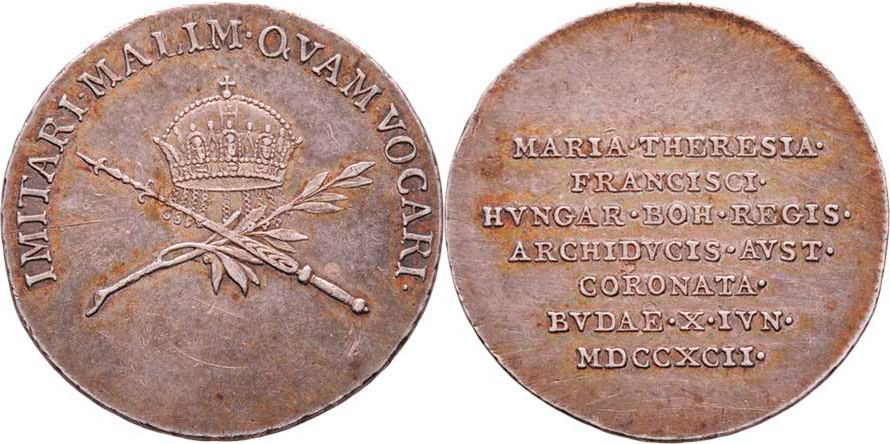 IMITARI·MALIM·QVAM·VOCARI·
MARIA·THERESIA·
FRANCISCI·
HVNGAR·BOH·REGIS·
ARCHIDVCIS·AVST·
CORONATA·
BVDAE·X·IVN·
MDCCXCII·